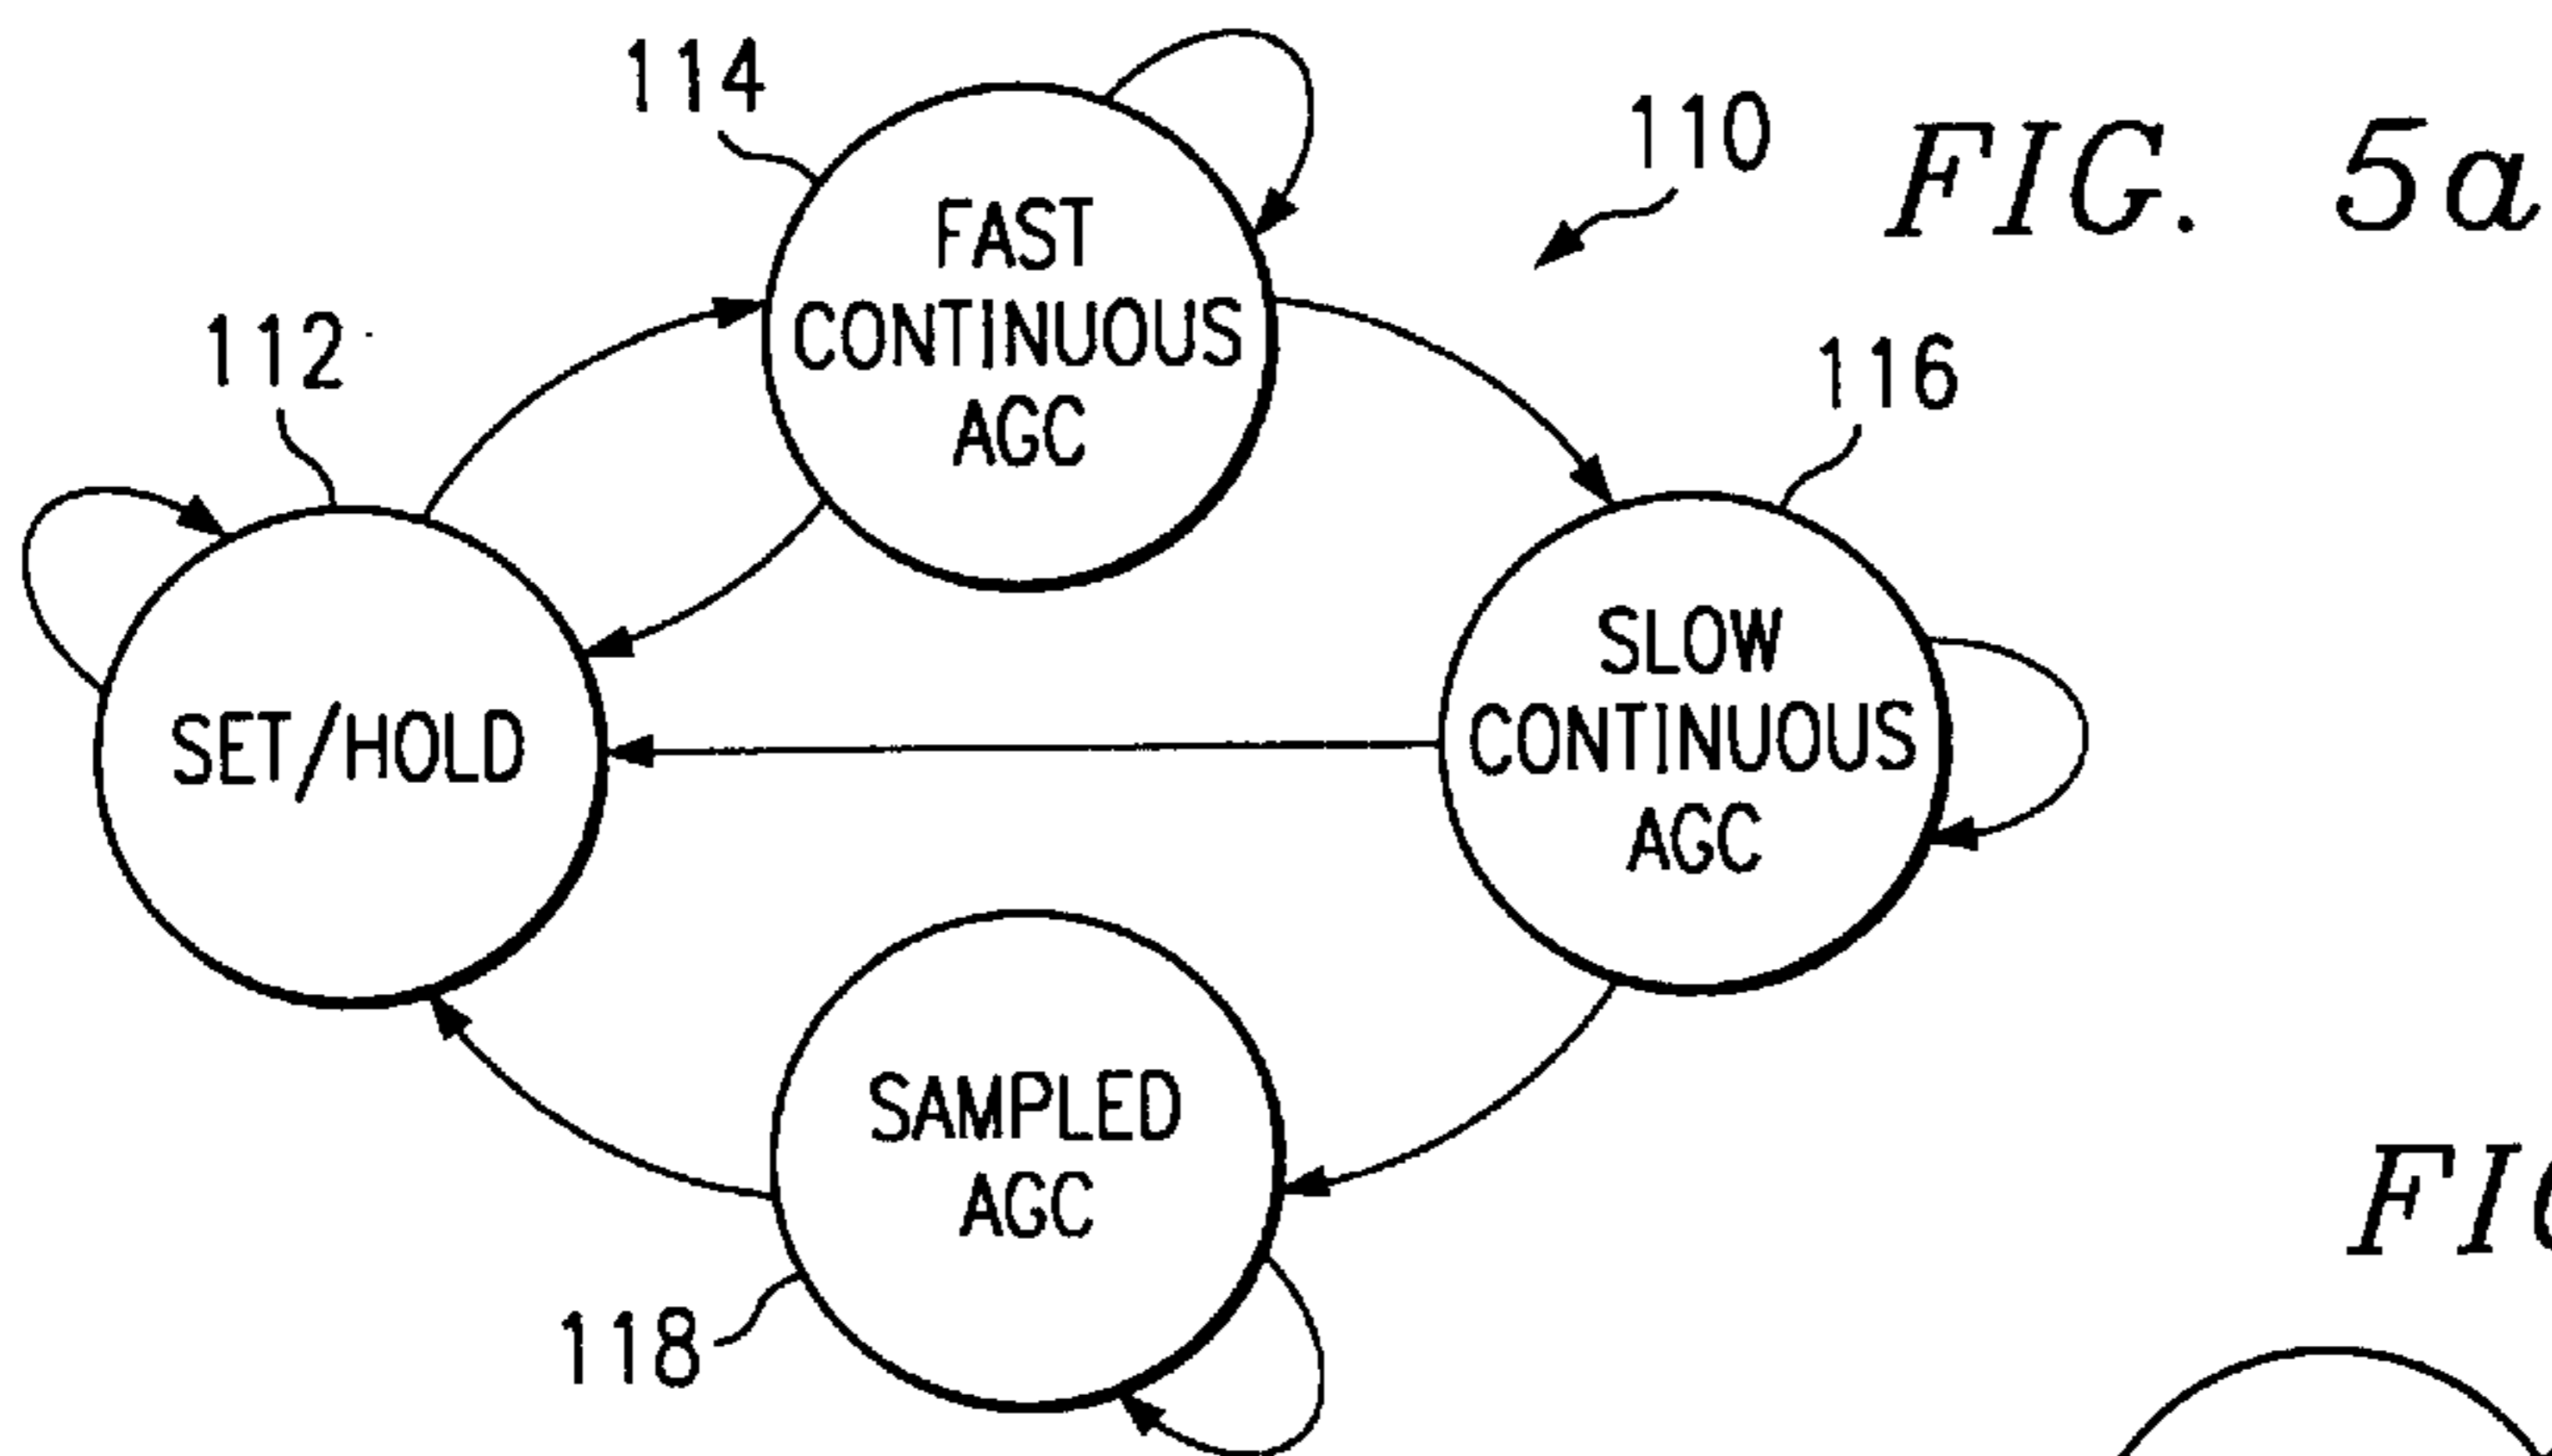 114
110
FIG. 5a
FAST
CONTINUOUS
AGC
112
116
SET/HOLD
SLOW
CONTINUOUS
AGC
SAMPLED
AGC
118